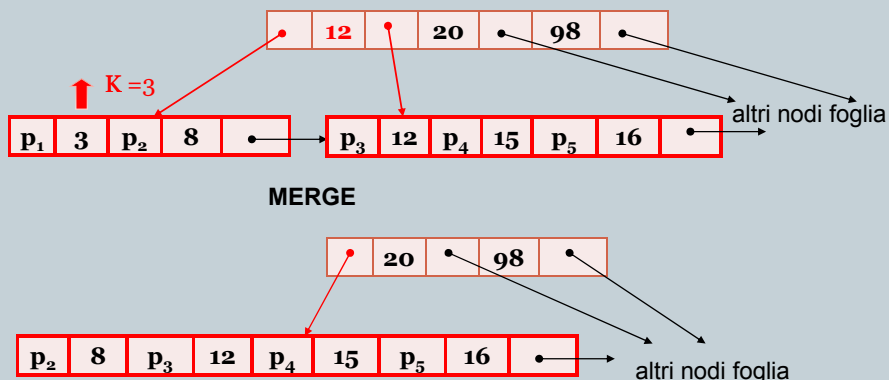 12 20 98
K =3
altri nodi foglia
p₁ 3 p₂ 8 p₃ 12 p₄ 15 p₅ 16
MERGE
20 98
p₂ 8 p₃ 12 p₄ 15 p₅ 16
altri nodi foglia